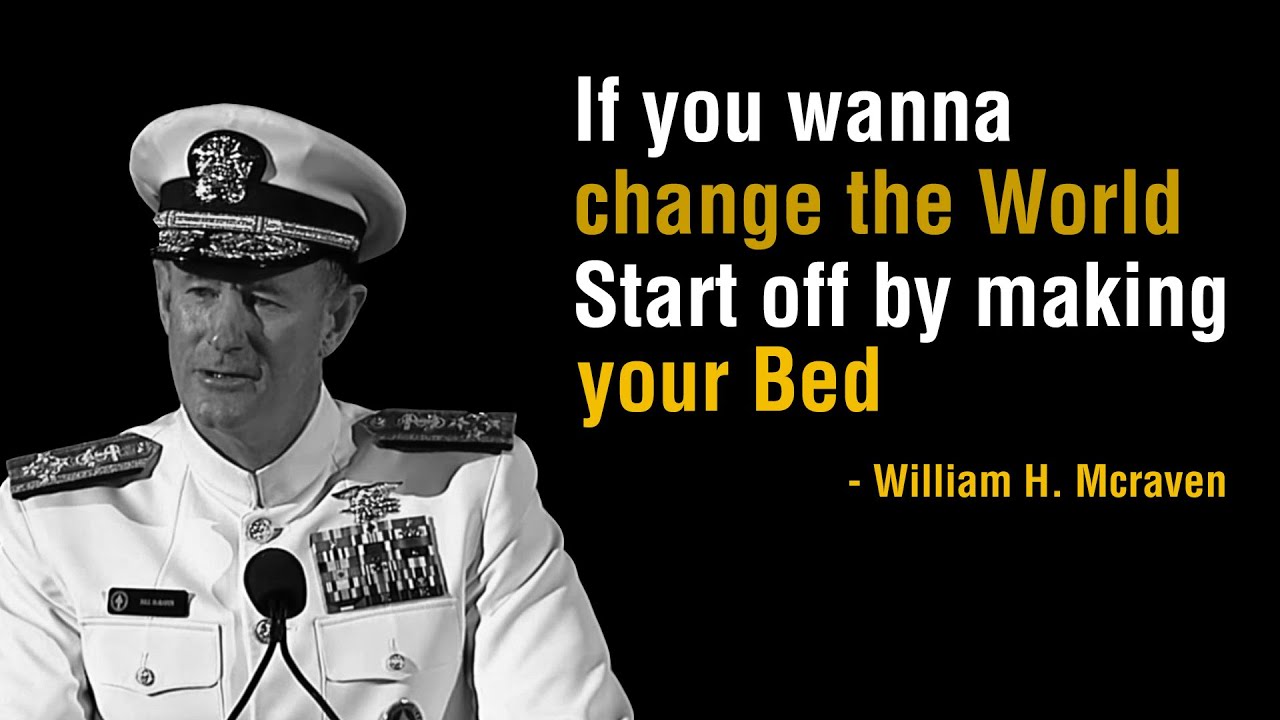 If you wanna
change the World
Start off by making
your Bed
- William H. Mcraven